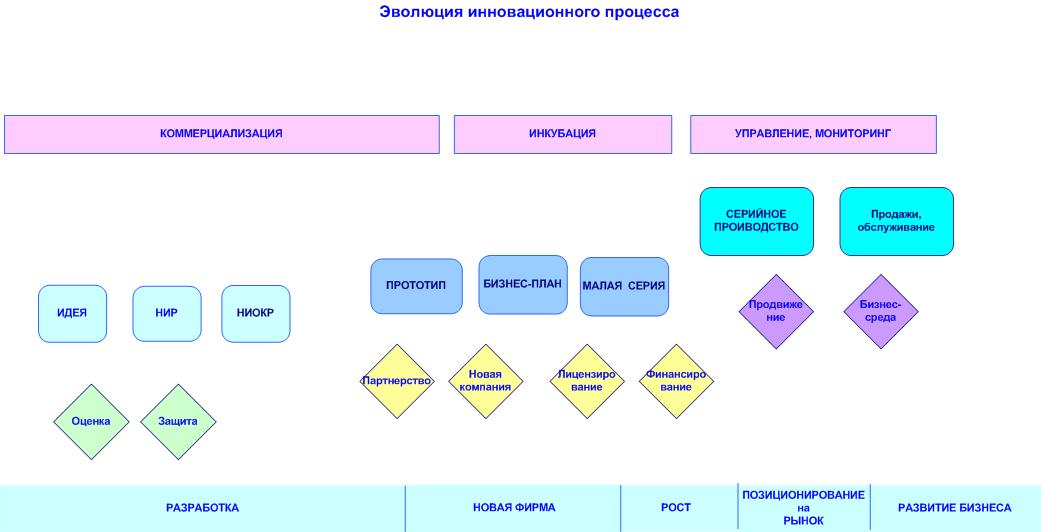 Эволюция инновационного процесса
КОММЕРЦИАЛИЗАЦИЯ
ИНКУБАЦИЯ
УПРАВЛЕНИЕ, МОНИТОРИНГ
СЕРИЙНОЕ
ПРОИВОДСТВО
Продажи,
обслуживание
ИДЕЯ
НИР
НИОКР
ПРОТОТИП
БИЗНЕС-ПЛАН
МАЛАЯ СЕРИЯ
Продвиже
ние
Бизнес-
среда
Партнерство
Новая
компания
Лицензиро
вание
Финансиро
вание
Оценка
Защита
РАЗРАБОТКА
НОВАЯ ФИРМА
РОСТ
ПОЗИЦИОНИРОВАНИЕ
на
РЫНОК
РАЗВИТИЕ БИЗНЕСА